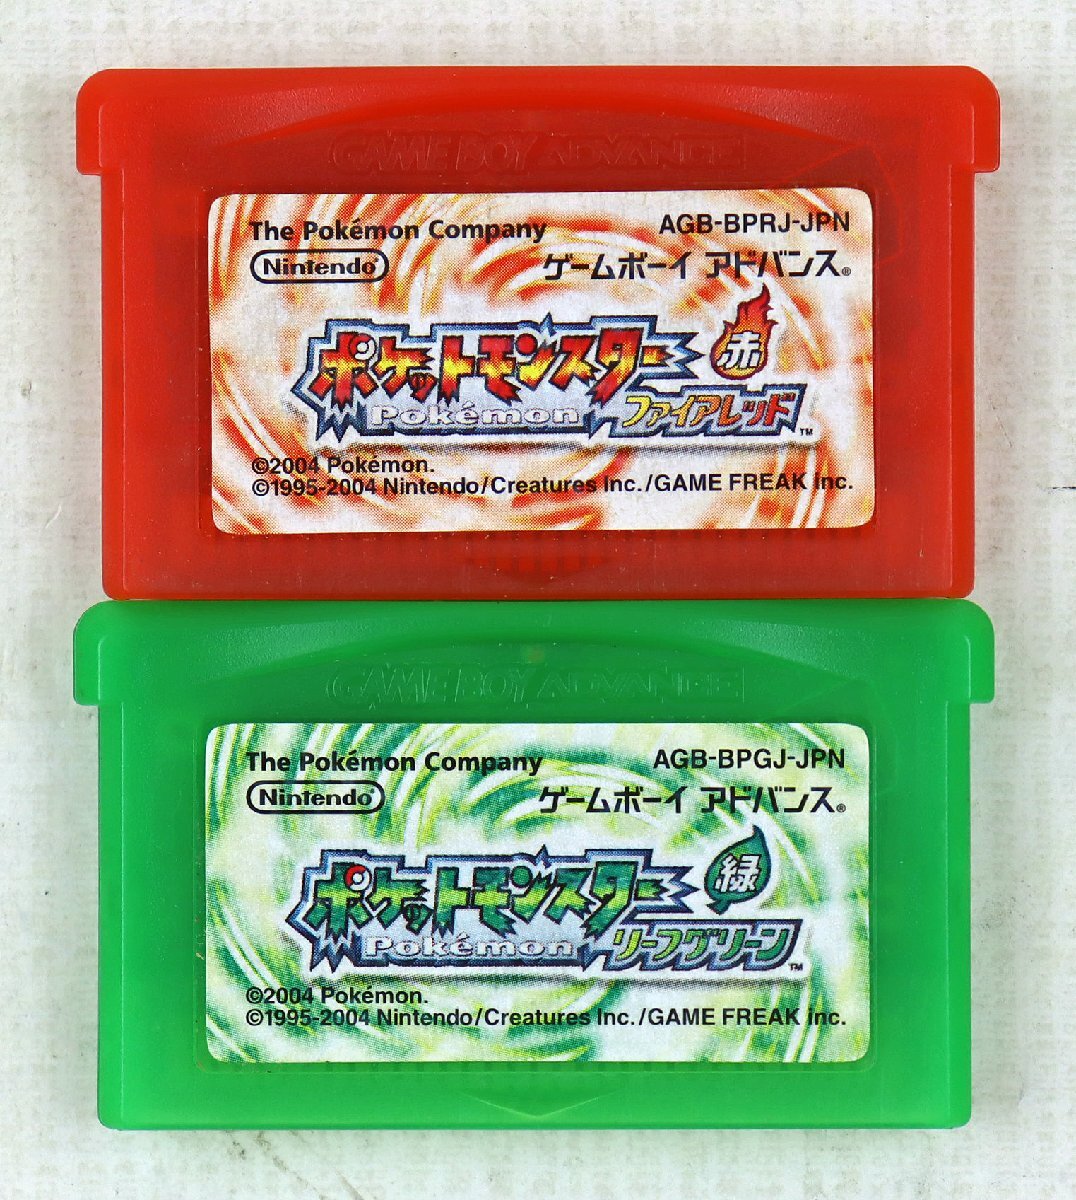 GAME BOY ADVANCE
The Pokémon Company AGB-BPRJ-JPN
Nintendo ゲームボーイ アドバンス®
ポケットモンスター 赤
Pokémon ファイアレッド™
©2004 Pokémon.
©1995-2004 Nintendo/Creatures Inc./GAME FREAK inc.
GAME BOY ADVANCE
The Pokémon Company AGB-BPGJ-JPN
Nintendo ゲームボーイ アドバンス®
ポケットモンスター 緑
Pokémon リーフグリーン™
©2004 Pokémon.
©1995-2004 Nintendo/Creatures Inc./GAME FREAK inc.